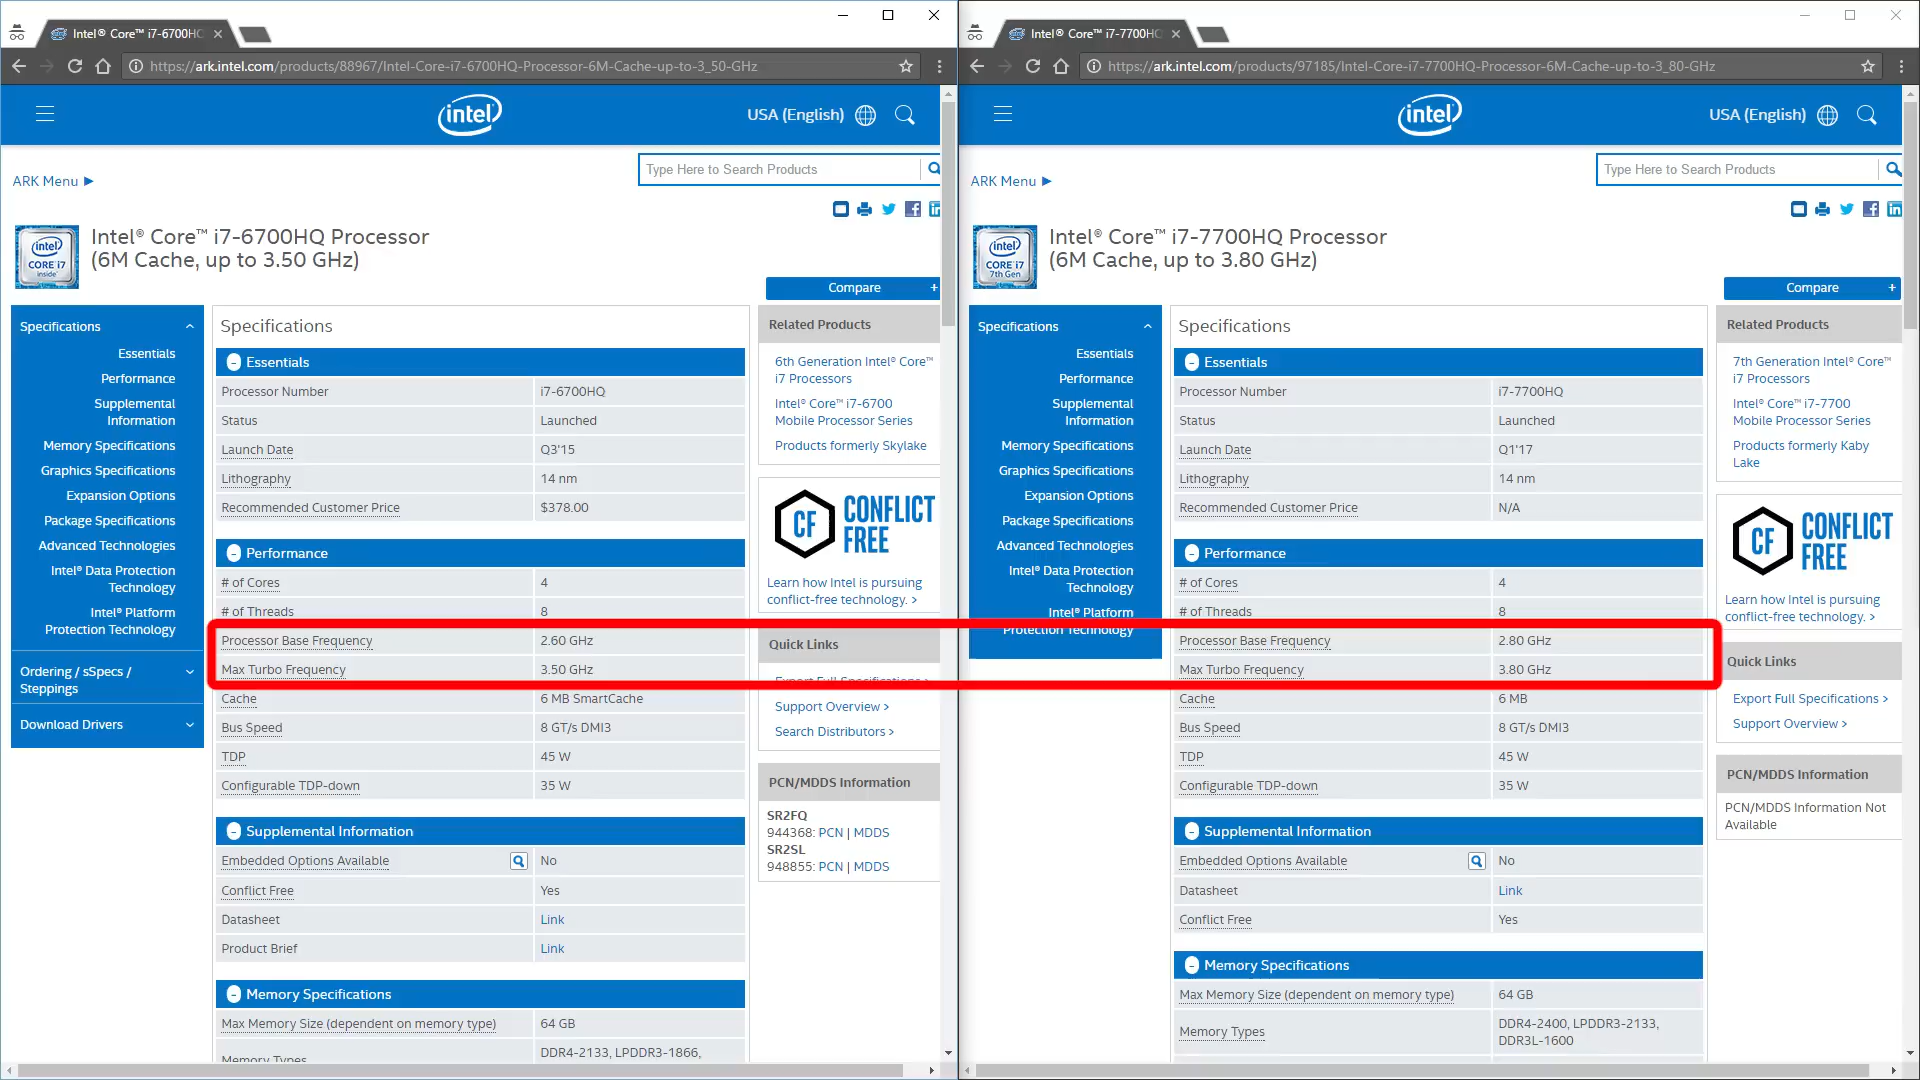 Intel® Core™ i7-6700HQ
https://ark.intel.com/products/88967/Intel-Core-i7-6700HQ-Processor-6M-Cache-up-to-3_50-GHz
intel
USA (English)
Type Here to Search Products
ARK Menu ►
intel
CORE i7
inside
Intel® Core™ i7-6700HQ Processor
(6M Cache, up to 3.50 GHz)
Compare +
Specifications
Essentials
Performance
Supplemental
Information
Memory Specifications
Graphics Specifications
Expansion Options
Package Specifications
Advanced Technologies
Intel® Data Protection
Technology
Intel® Platform
Protection Technology
Ordering / sSpecs /
Steppings
Download Drivers
Specifications
Essentials
Processor Number i7-6700HQ
Status Launched
Launch Date Q3'15
Lithography 14 nm
Recommended Customer Price $378.00
Performance
# of Cores 4
# of Threads 8
Processor Base Frequency 2.60 GHz
Max Turbo Frequency 3.50 GHz
Cache 6 MB SmartCache
Bus Speed 8 GT/s DMI3
TDP 45 W
Configurable TDP-down 35 W
Supplemental Information
Embedded Options Available No
Conflict Free Yes
Datasheet Link
Product Brief Link
Memory Specifications
Max Memory Size (dependent on memory type) 64 GB
Memory Types DDR4-2133, LPDDR3-1866,
Related Products
6th Generation Intel® Core™
i7 Processors
Intel® Core™ i7-6700
Mobile Processor Series
Products formerly Skylake
CF CONFLICT
FREE
Learn how Intel is pursuing
conflict-free technology. >
Quick Links
Export Full Specifications >
Support Overview >
Search Distributors >
PCN/MDDS Information
SR2FQ
944368: PCN | MDDS
SR2SL
948855: PCN | MDDS
Intel® Core™ i7-7700HQ
https://ark.intel.com/products/97185/Intel-Core-i7-7700HQ-Processor-6M-Cache-up-to-3_80-GHz
intel
USA (English)
Type Here to Search Products
ARK Menu ►
intel
CORE i7
7th Gen
Intel® Core™ i7-7700HQ Processor
(6M Cache, up to 3.80 GHz)
Compare +
Specifications
Essentials
Performance
Supplemental
Information
Memory Specifications
Graphics Specifications
Expansion Options
Package Specifications
Advanced Technologies
Intel® Data Protection
Technology
Intel® Platform
Protection Technology
Specifications
Essentials
Processor Number i7-7700HQ
Status Launched
Launch Date Q1'17
Lithography 14 nm
Recommended Customer Price N/A
Performance
# of Cores 4
# of Threads 8
Processor Base Frequency 2.80 GHz
Max Turbo Frequency 3.80 GHz
Cache 6 MB
Bus Speed 8 GT/s DMI3
TDP 45 W
Configurable TDP-down 35 W
Supplemental Information
Embedded Options Available No
Datasheet Link
Conflict Free Yes
Memory Specifications
Max Memory Size (dependent on memory type) 64 GB
Memory Types DDR4-2400, LPDDR3-2133,
DDR3L-1600
Related Products
7th Generation Intel® Core™
i7 Processors
Intel® Core™ i7-7700
Mobile Processor Series
Products formerly Kaby
Lake
CF CONFLICT
FREE
Learn how Intel is pursuing
conflict-free technology. >
Quick Links
Export Full Specifications >
Support Overview >
PCN/MDDS Information
PCN/MDDS Information Not
Available